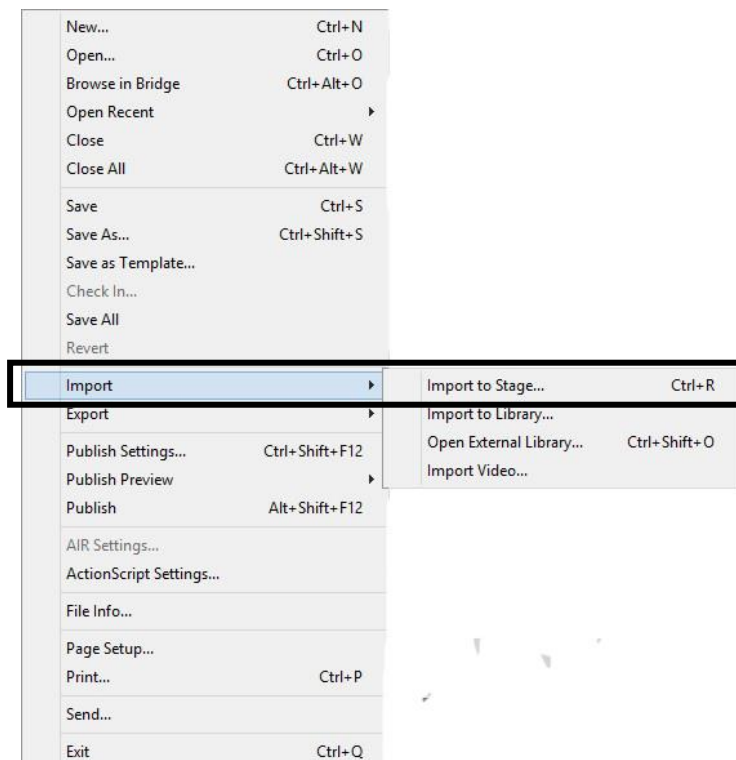 New... Ctrl+N
Open... Ctrl+O
Browse in Bridge Ctrl+Alt+O
Open Recent
Close Ctrl+W
Close All Ctrl+Alt+W
Save Ctrl+S
Save As... Ctrl+Shift+S
Save as Template...
Check In...
Save All
Revert
Import Import to Stage... Ctrl+R
Export Import to Library...
Open External Library... Ctrl+Shift+O
Publish Settings... Ctrl+Shift+F12
Import Video...
Publish Preview
Publish Alt+Shift+F12
AIR Settings...
ActionScript Settings...
File Info...
Page Setup...
Print... Ctrl+P
Send...
Exit Ctrl+Q